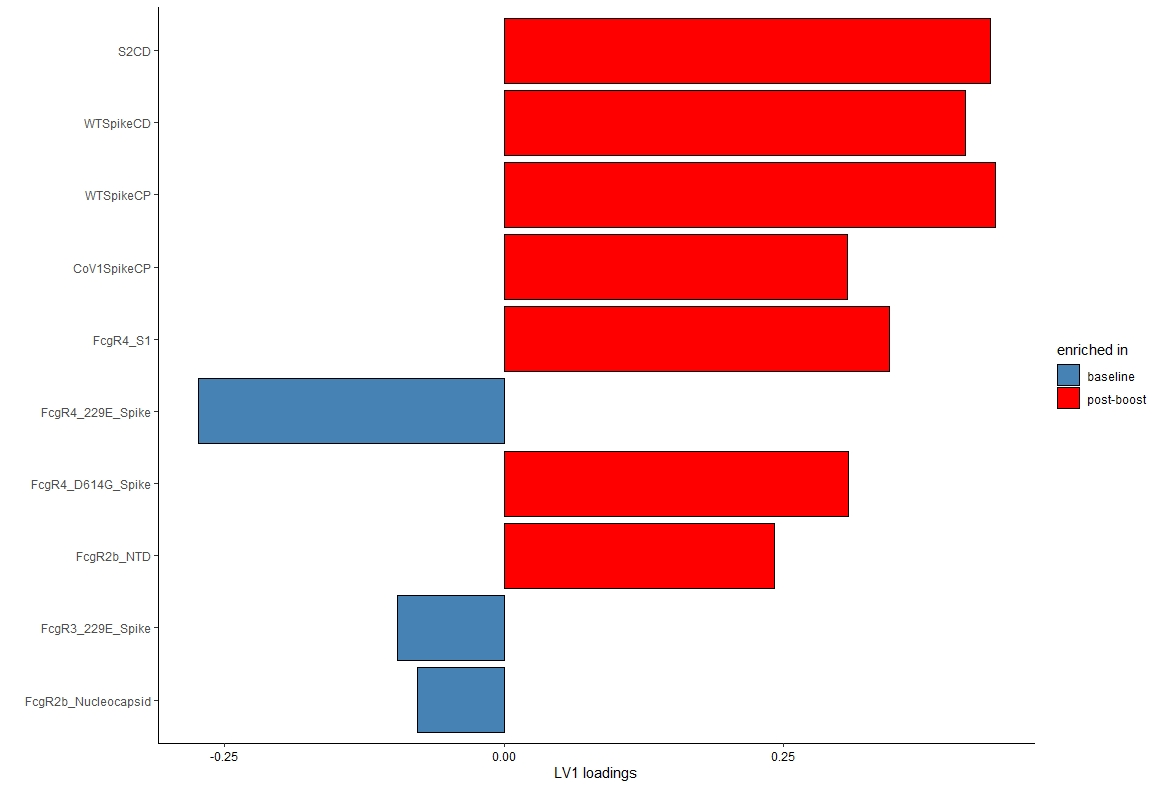 S2CD
WTSpikeCD
WTSpikeCP
CoV1SpikeCP
FcgR4_S1
FcgR4_229E_Spike
FcgR4_D614G_Spike
FcgR2b_NTD
FcgR3_229E_Spike
FcgR2b_Nucleocapsid
-0.25 0.00 0.25
LV1 loadings
enriched in
baseline
post-boost